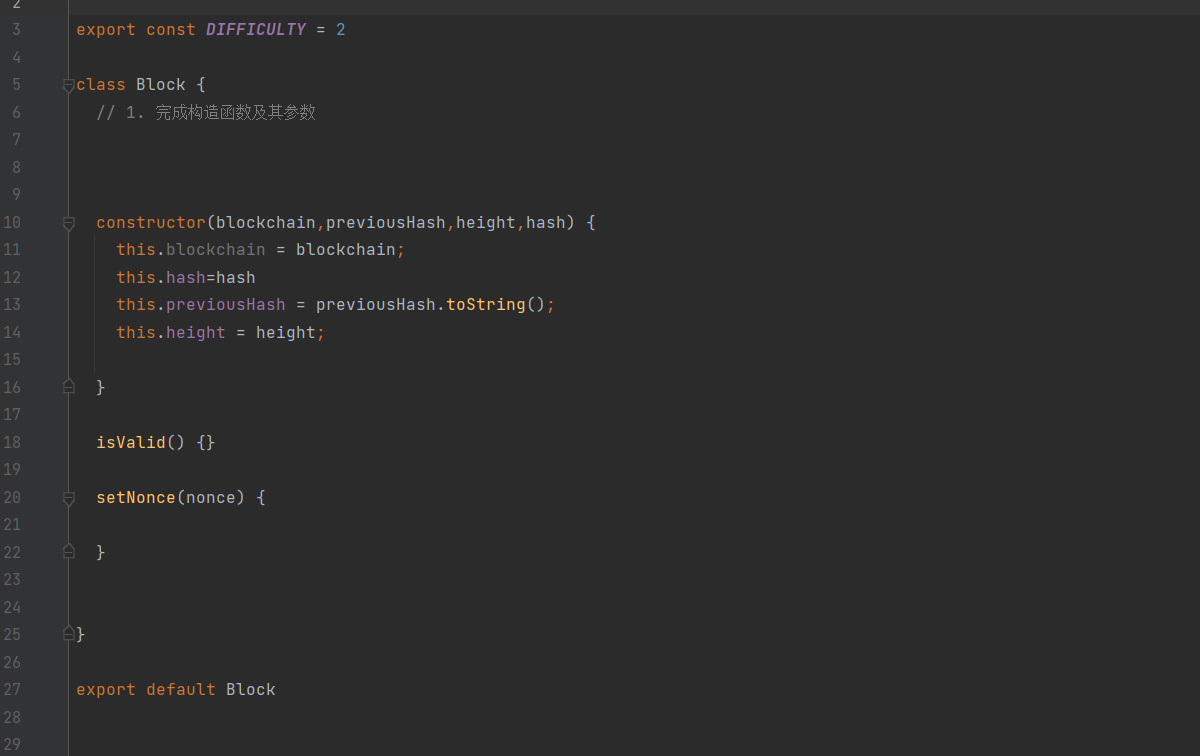 2
3 export const DIFFICULTY = 2
4
5 class Block {
6 // 1. 完成构造函数及其参数
7
8
9
10 constructor(blockchain,previousHash,height,hash) {
11 this.blockchain = blockchain;
12 this.hash=hash
13 this.previousHash = previousHash.toString();
14 this.height = height;
15
16 }
17
18 isValid() {}
19
20 setNonce(nonce) {
21
22 }
23
24
25 }
26
27 export default Block
28
29